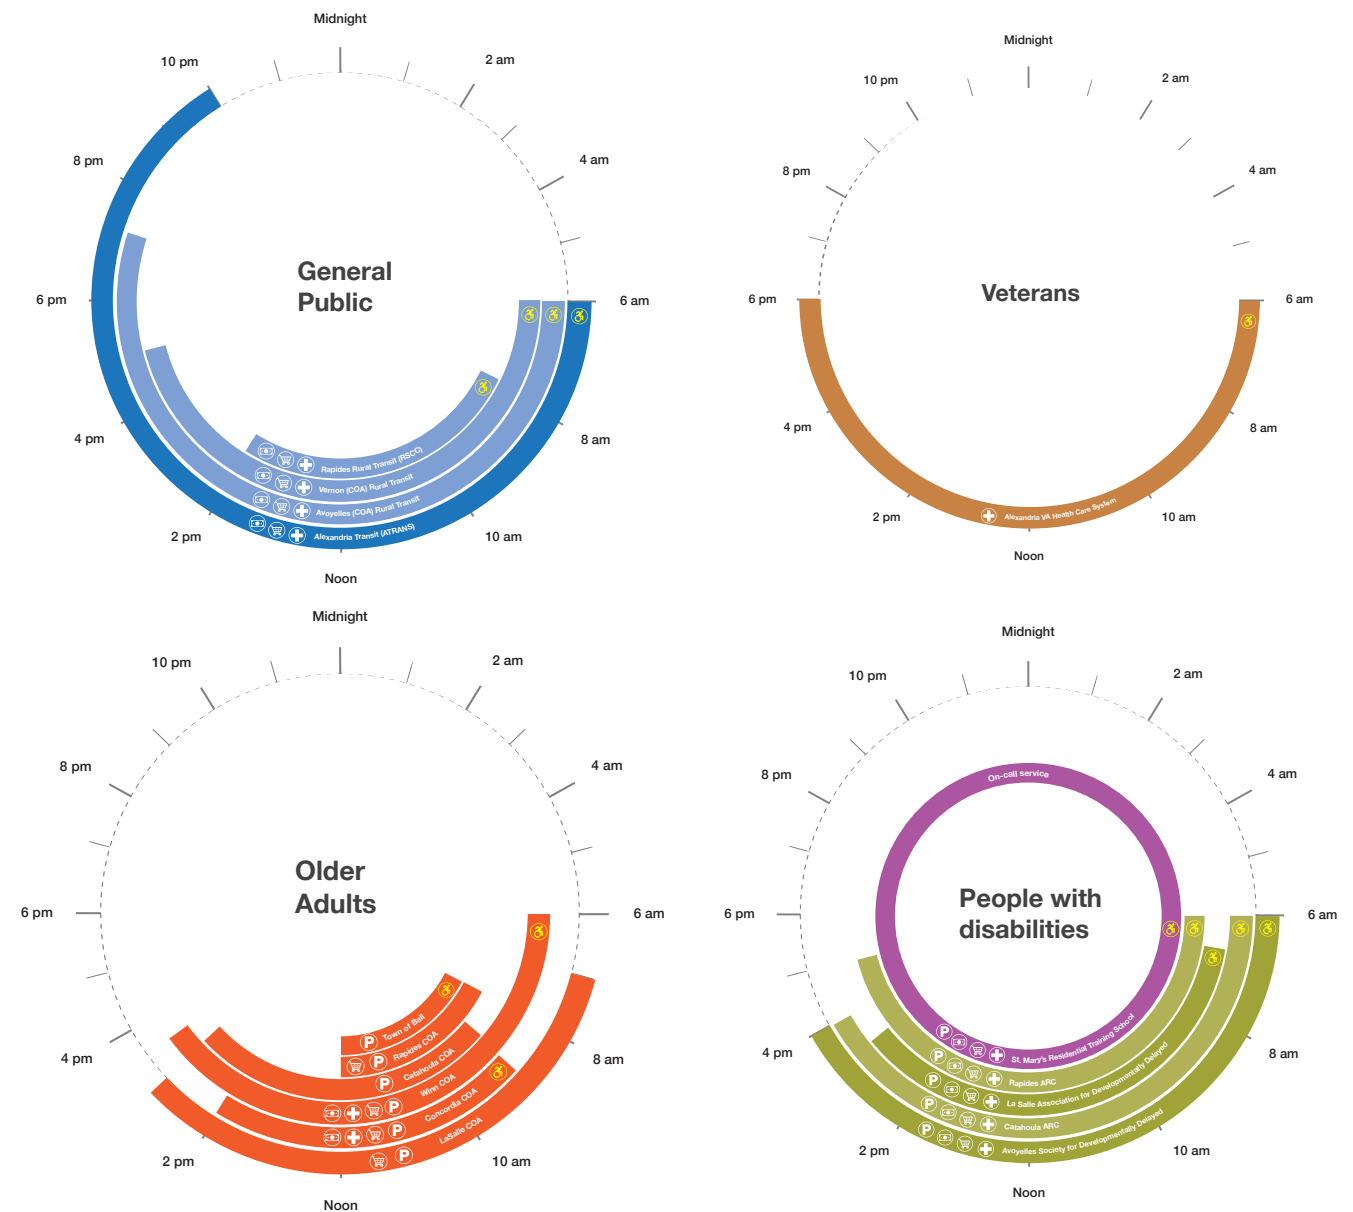 Midnight
10 pm
2 am
8 pm
4 am
General
Public
6 pm
6 am
4 pm
8 am
Rapides Rural Transit (RSCC)
Vernon (COA) Rural Transit
Avoyelles (COA) Rural Transit
Alexandria Transit (ATRANS)
2 pm
10 am
Noon
Midnight
10 pm
2 am
8 pm
4 am
Veterans
6 pm
6 am
4 pm
8 am
Alexandria VA Health Care System
2 pm
10 am
Noon
Midnight
10 pm
2 am
8 pm
4 am
Older
Adults
6 pm
6 am
P Town of Ball
P Rapides COA
P Catahoula COA
P Winn COA
P Concordia COA
P LaSalle COA
4 pm
8 am
2 pm
10 am
Noon
Midnight
10 pm
2 am
8 pm
4 am
On-call service
People with
disabilities
6 pm
6 am
P St. Mary's Residential Training School
P Rapides ARC
P La Salle Association for Developmentally Delayed
P Catahoula ARC
P Avoyelles Society for Developmentally Delayed
4 pm
8 am
2 pm
10 am
Noon